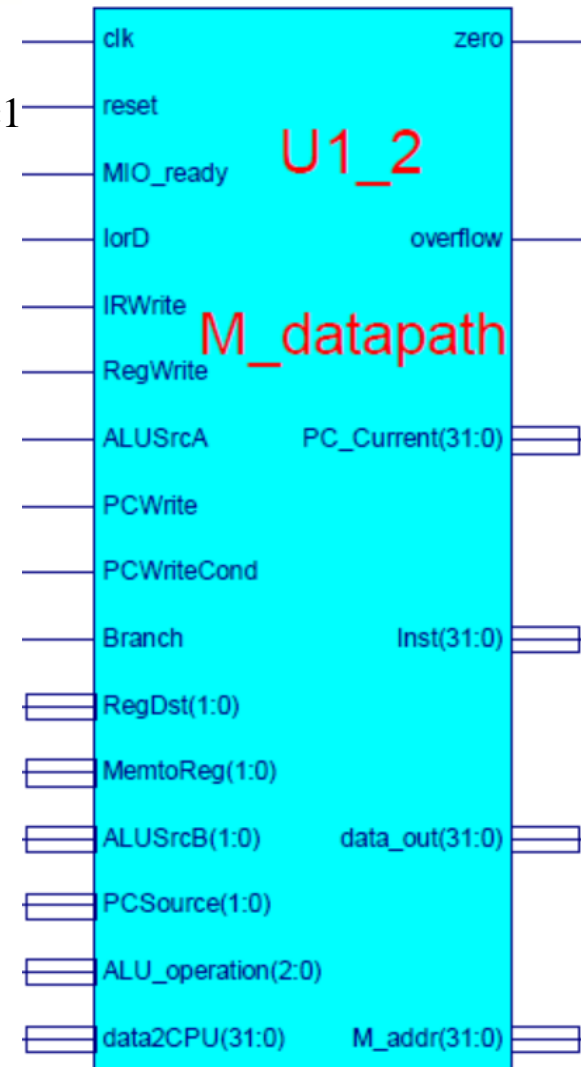 clk zero
1
reset
U1_2
MIO_ready
IorD overflow
IRWrite
M_datapath
RegWrite
ALUSrcA PC_Current(31:0)
PCWrite
PCWriteCond
Branch Inst(31:0)
RegDst(1:0)
MemtoReg(1:0)
ALUSrcB(1:0) data_out(31:0)
PCSource(1:0)
ALU_operation(2:0)
data2CPU(31:0) M_addr(31:0)